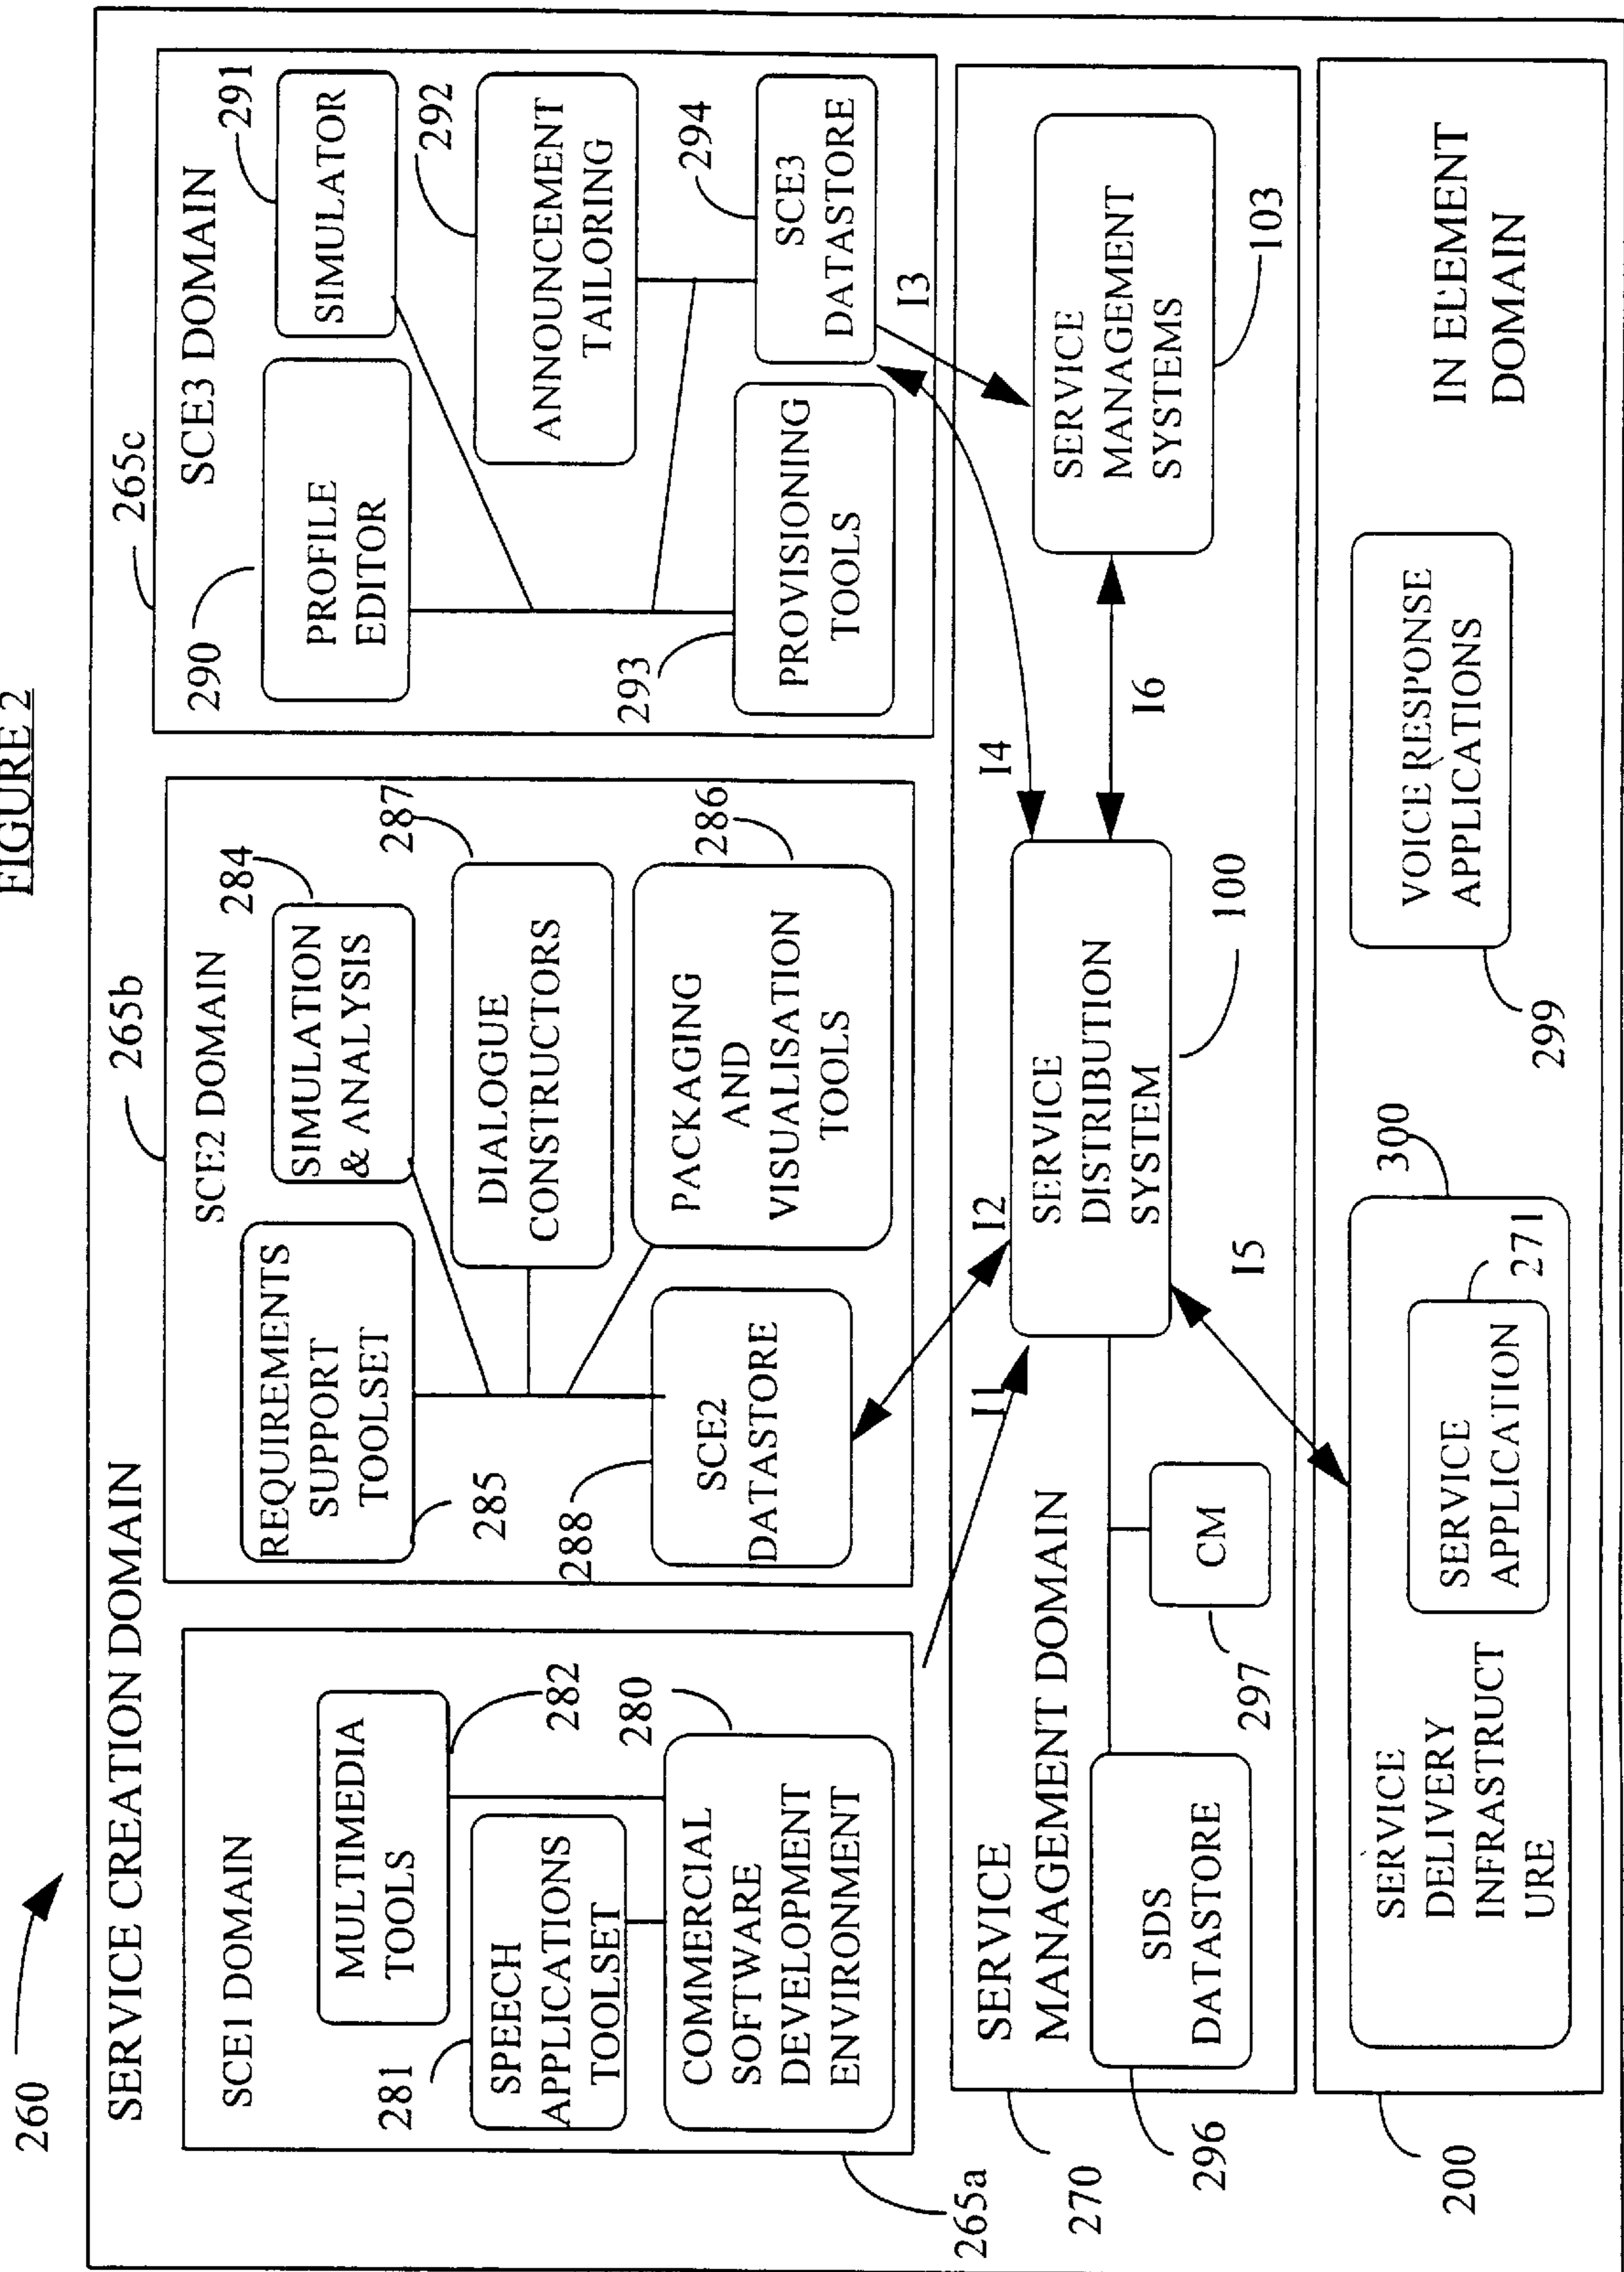 FIGURE 2
260
SERVICE CREATION DOMAIN
265a
SCE1 DOMAIN
MULTIMEDIA
TOOLS
282
281
SPEECH
APPLICATIONS
TOOLSET
280
COMMERCIAL
SOFTWARE
DEVELOPMENT
ENVIRONMENT
265b
SCE2 DOMAIN
REQUIREMENTS
SUPPORT
TOOLSET
285
284
SIMULATION
& ANALYSIS
287
DIALOGUE
CONSTRUCTORS
286
PACKAGING
AND
VISUALISATION
TOOLS
288
SCE2
DATASTORE
265c
SCE3 DOMAIN
290
PROFILE
EDITOR
291
SIMULATOR
292
ANNOUNCEMENT
TAILORING
293
PROVISIONING
TOOLS
294
SCE3
DATASTORE
I1
I2
I3
I4
I5
I6
270
SERVICE
MANAGEMENT DOMAIN
296
SDS
DATASTORE
297
CM
SERVICE
DISTRIBUTION
SYSTEM
100
SERVICE
MANAGEMENT
SYSTEMS
103
200
300
SERVICE
DELIVERY
INFRASTRUCT
URE
SERVICE
APPLICATION
271
VOICE RESPONSE
APPLICATIONS
299
IN ELEMENT
DOMAIN